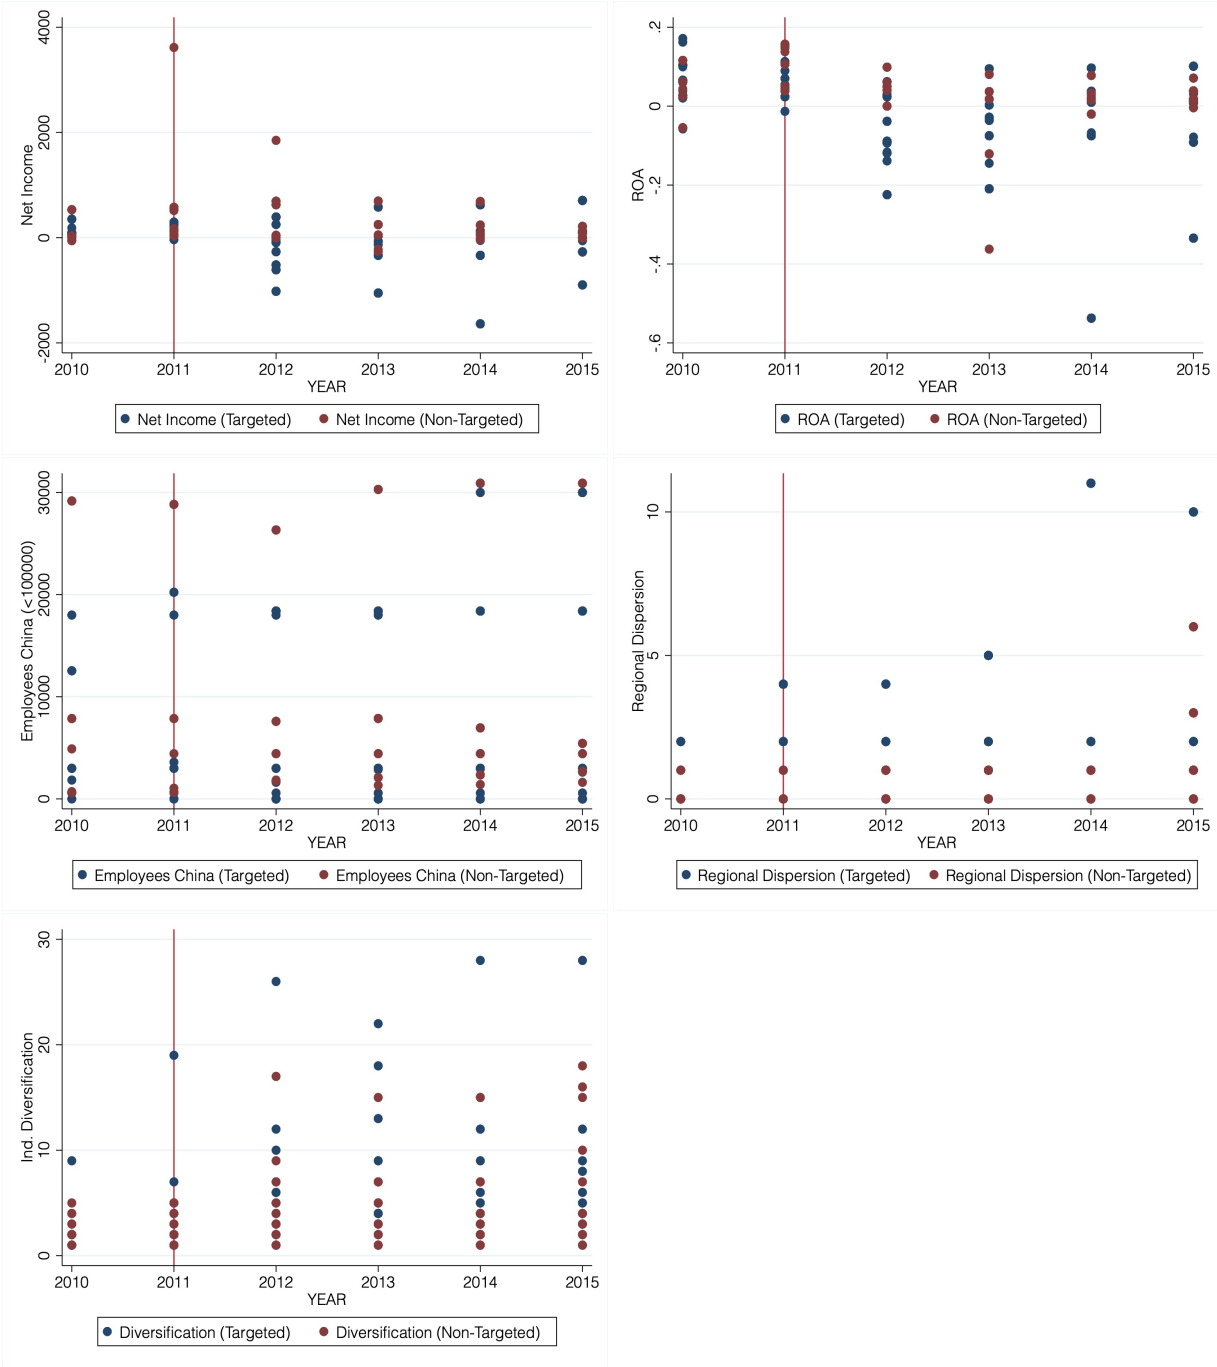 Net Income
4000
2000
0
-2000
2010 2011 2012 2013 2014 2015
YEAR
Net Income (Targeted) Net Income (Non-Targeted)
ROA
.2
0
-.2
-.4
-.6
2010 2011 2012 2013 2014 2015
YEAR
ROA (Targeted) ROA (Non-Targeted)
Employees China (<100000)
30000
20000
10000
0
2010 2011 2012 2013 2014 2015
YEAR
Employees China (Targeted) Employees China (Non-Targeted)
Regional Dispersion
10
5
0
2010 2011 2012 2013 2014 2015
YEAR
Regional Dispersion (Targeted) Regional Dispersion (Non-Targeted)
Ind. Diversification
30
20
10
0
2010 2011 2012 2013 2014 2015
YEAR
Diversification (Targeted) Diversification (Non-Targeted)